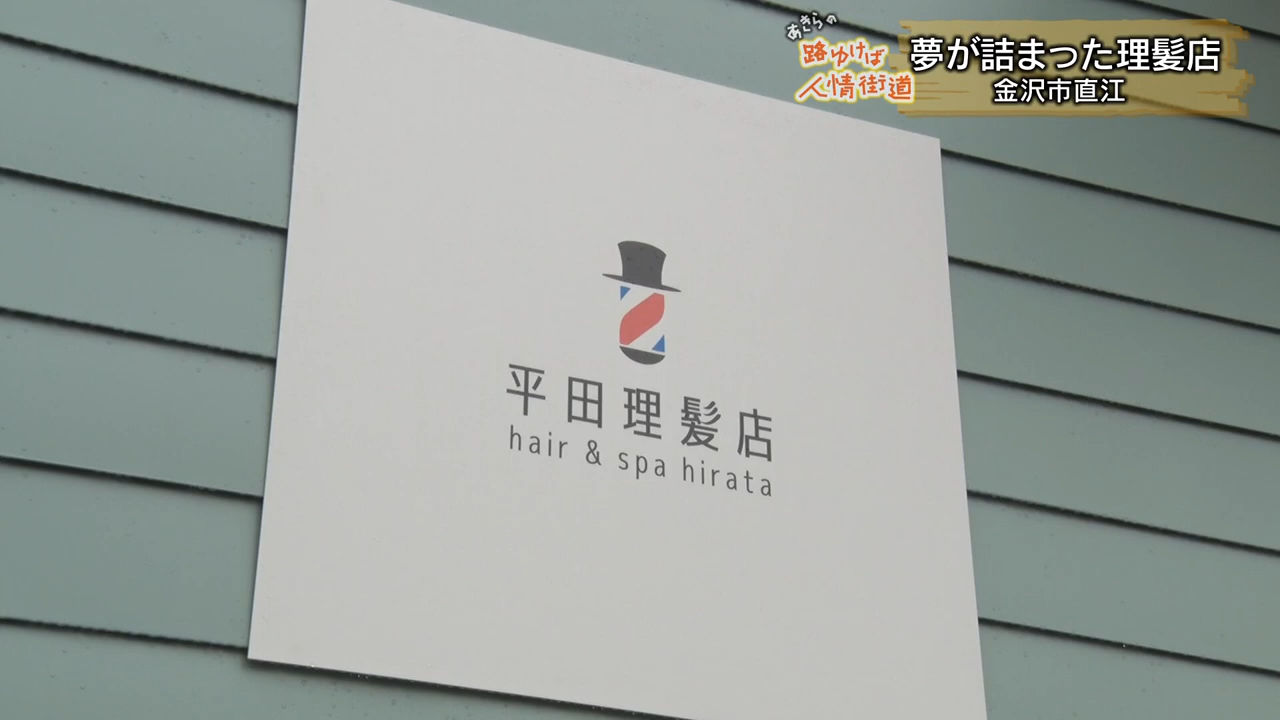 あきらの
路ゆけば
人情街道
夢が詰まった理髪店
金沢市直江
平田理髪店
hair & spa hirata